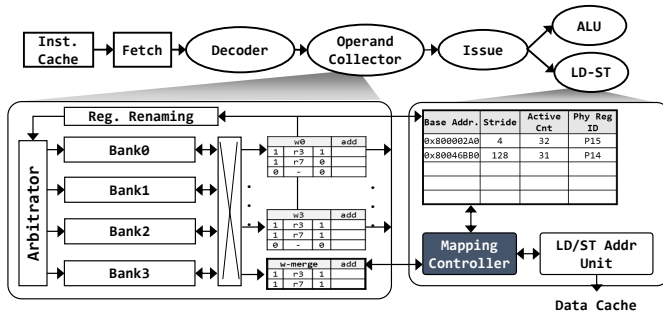 Inst.
Cache
Fetch
Decoder
Operand
Collector
Issue
ALU
LD-ST
Reg. Renaming
Arbitrator
Bank0
Bank1
Bank2
Bank3
w0 add
1 r3 1
1 r7 0
0 - 0
w3 add
1 r3 1
1 r7 1
0 - 0
w-merge add
1 r3 1
1 r7 1
Base Addr. Stride Active Cnt Phy Reg ID
0x800002A0 4 32 P15
0x80046BB0 128 31 P14
Mapping
Controller
LD/ST Addr
Unit
Data Cache